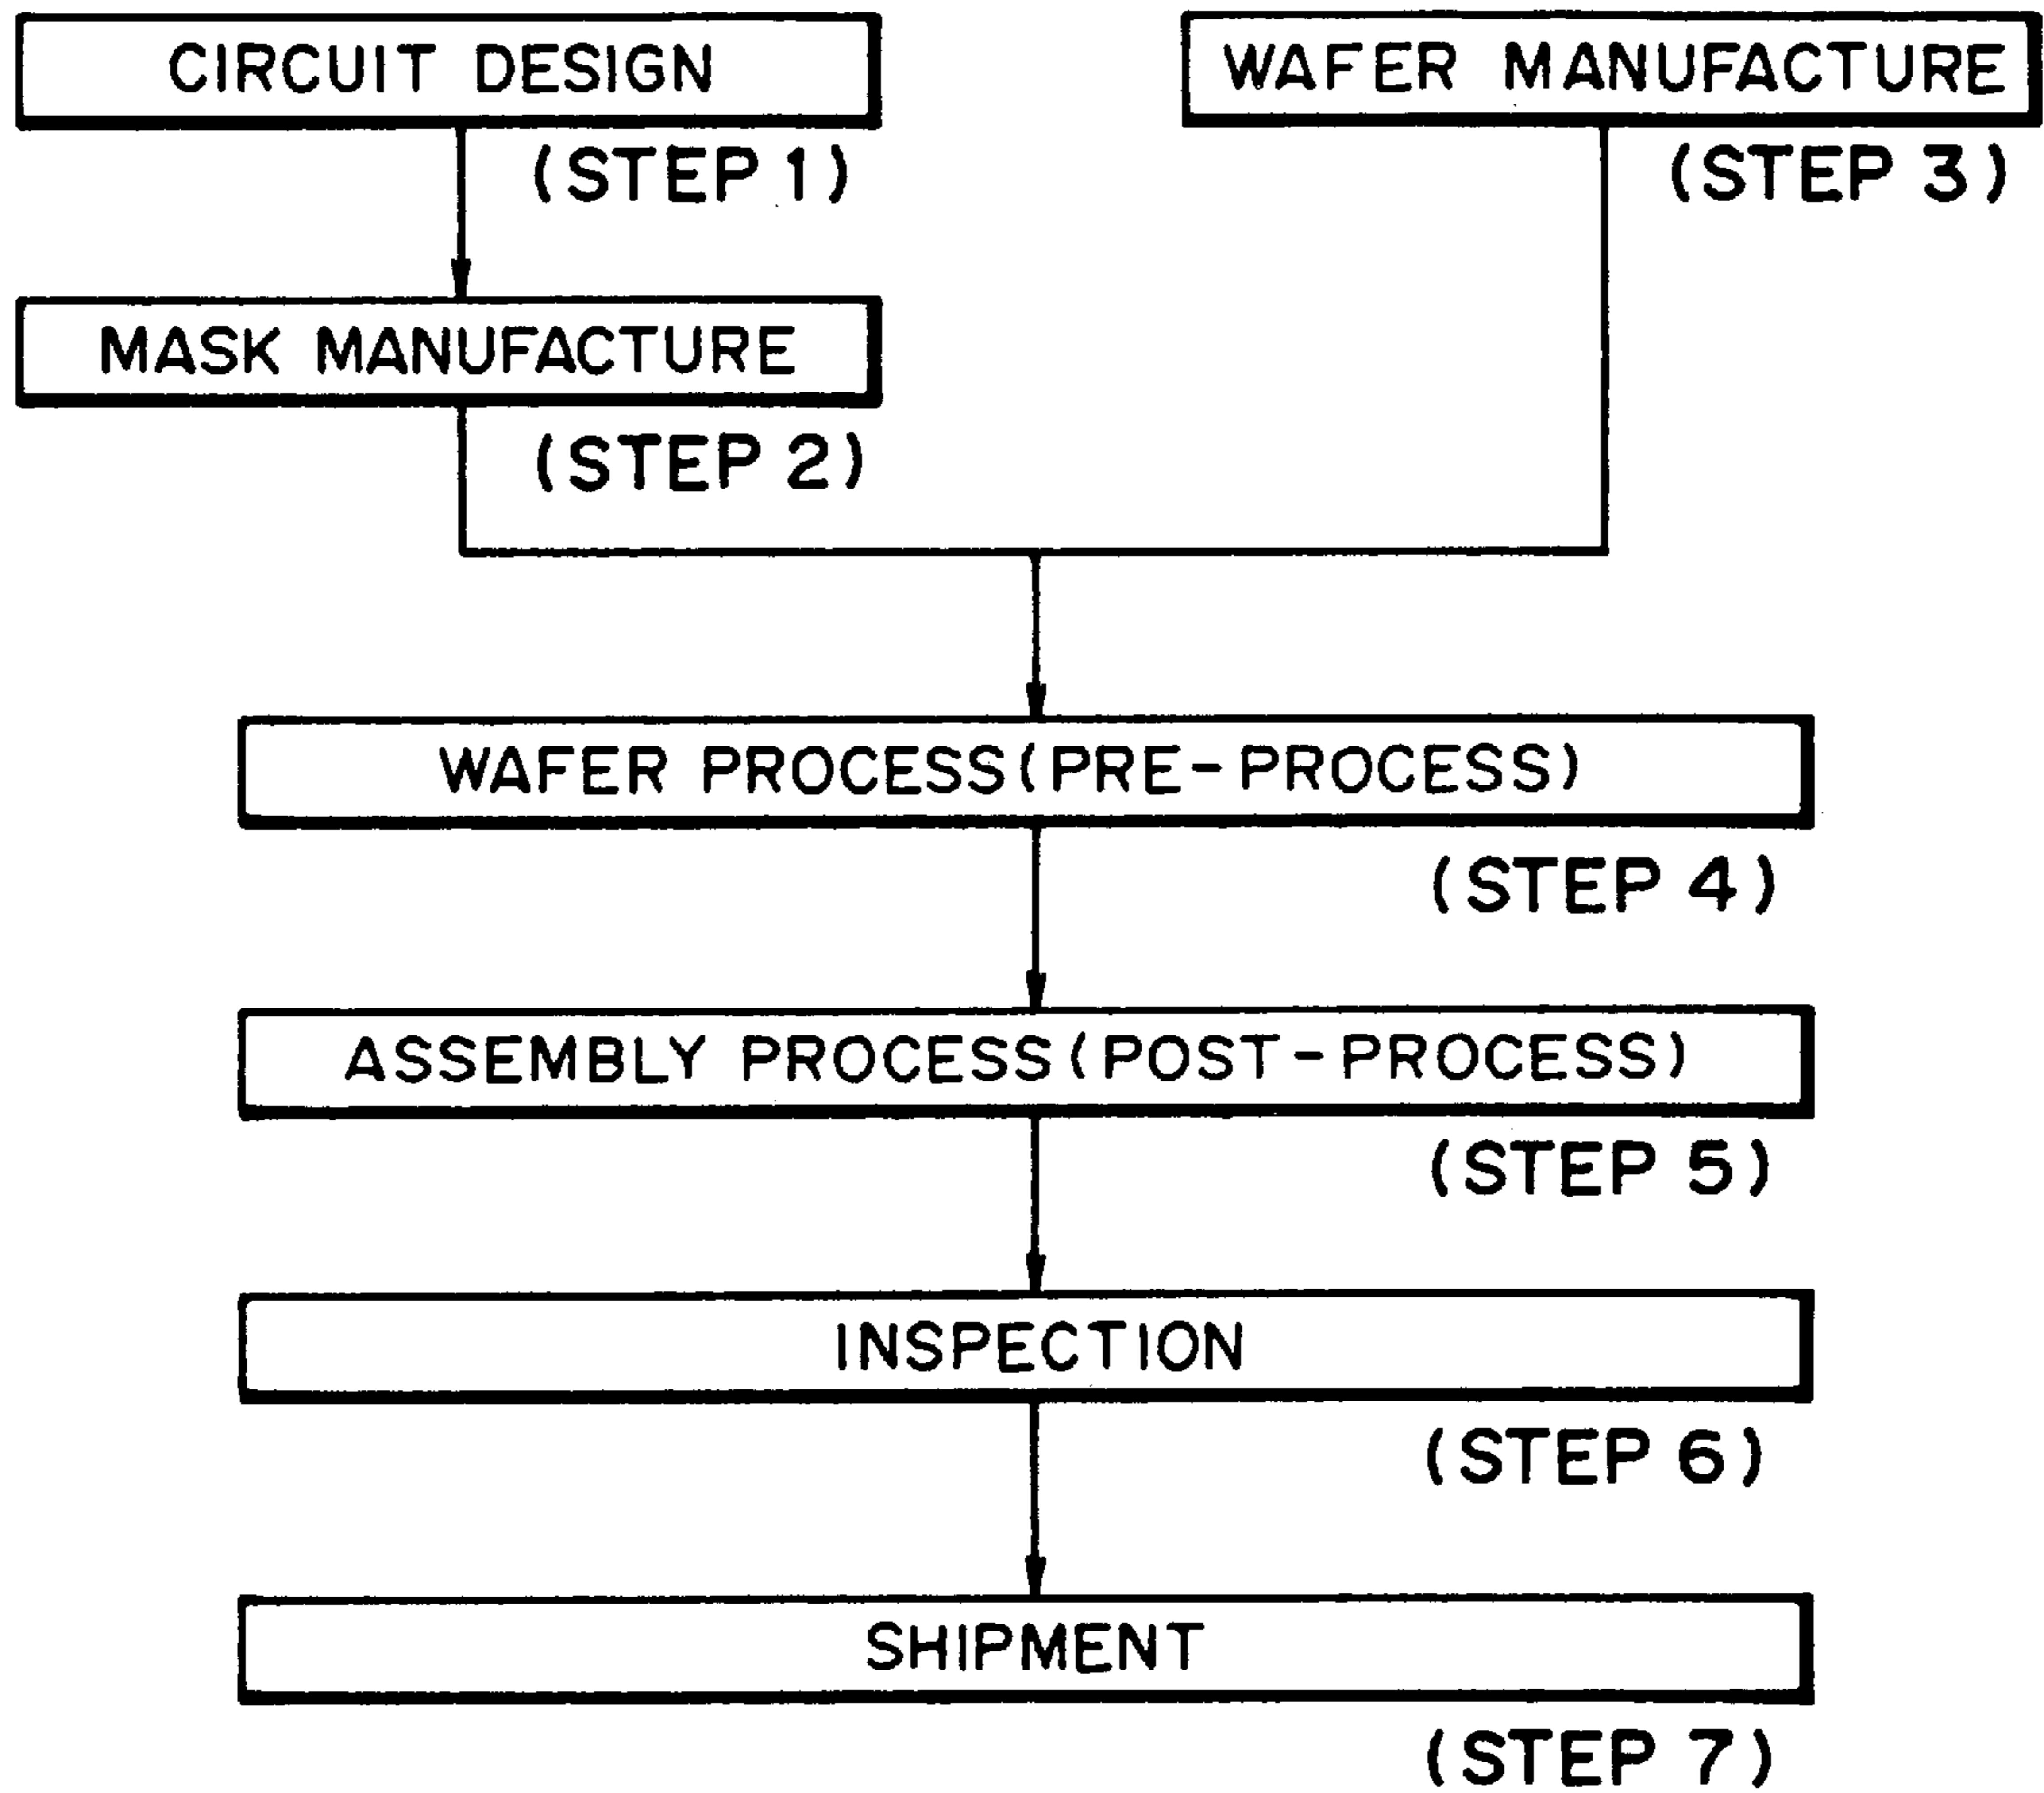 CIRCUIT DESIGN
(STEP 1)
WAFER MANUFACTURE
(STEP 3)
MASK MANUFACTURE
(STEP 2)
WAFER PROCESS(PRE-PROCESS)
(STEP 4)
ASSEMBLY PROCESS(POST-PROCESS)
(STEP 5)
INSPECTION
(STEP 6)
SHIPMENT
(STEP 7)